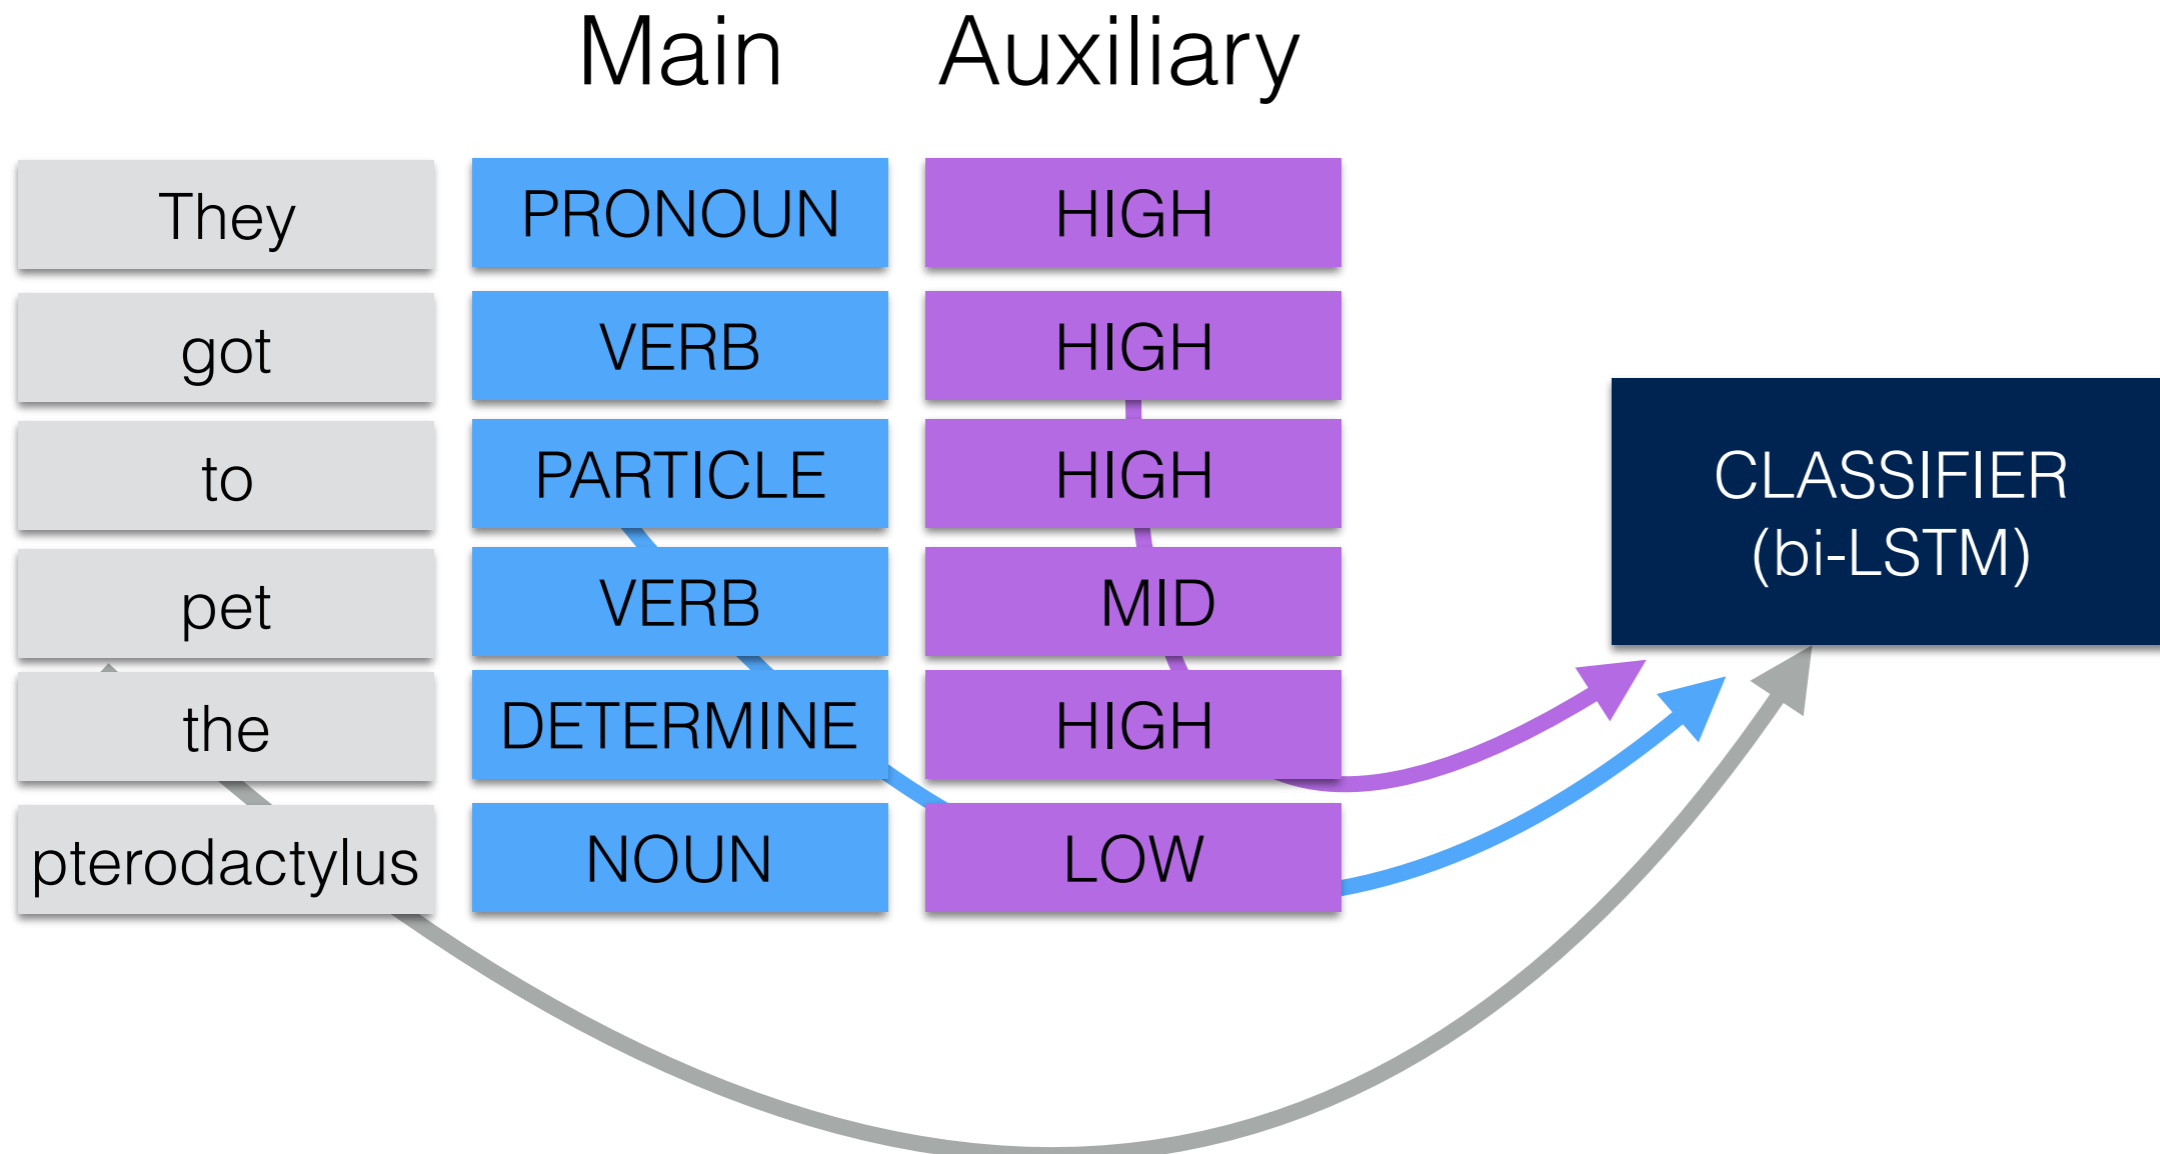 Main Auxiliary
They PRONOUN HIGH
got VERB HIGH
to PARTICLE HIGH
pet VERB MID
the DETERMINE HIGH
pterodactylus NOUN LOW
CLASSIFIER
(bi-LSTM)